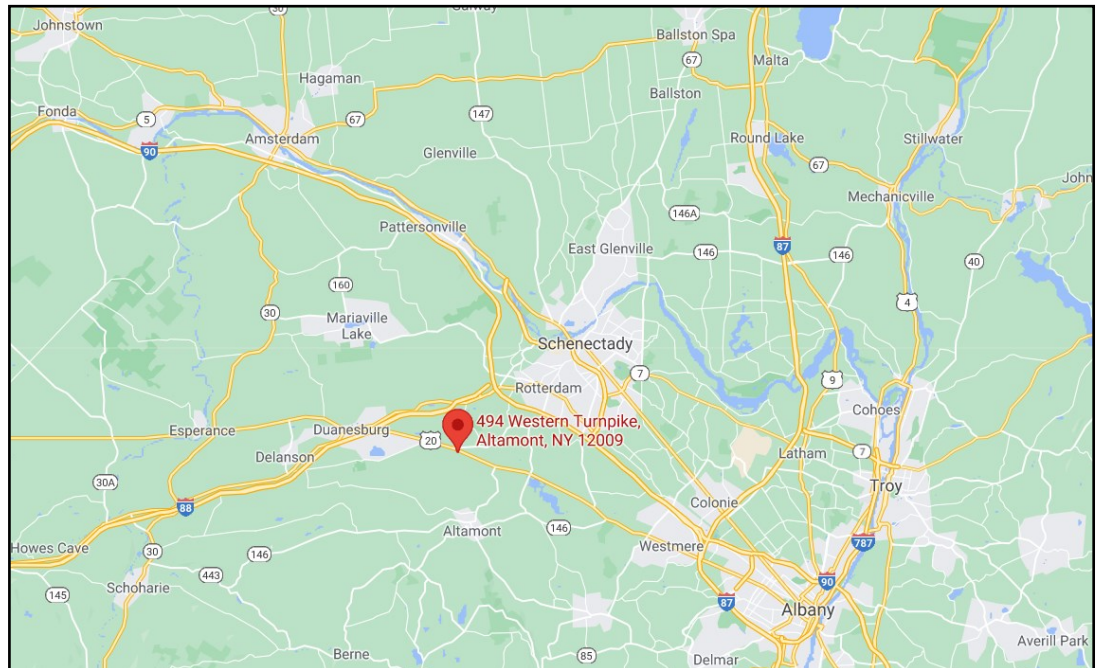 Johnstown
30
Galway
Ballston Spa
67
Malta
Hagaman
Ballston
Fonda
5
67
147
Round Lake
Stillwater
Amsterdam
90
Glenville
67
John
Mechanicville
Pattersonville
146A
East Glenville
146
87
146
40
160
30
4
Mariaville
Lake
Schenectady
7
9
Rotterdam
Cohoes
494 Western Turnpike,
Altamont, NY 12009
Esperance
Duanesburg
20
Delanson
Latham
7
30A
Troy
88
Colonie
Altamont
146
Howes Cave
30
146
Westmere
787
443
90
Schoharie
145
87
Albany
Averill Park
Berne
85
Delmar